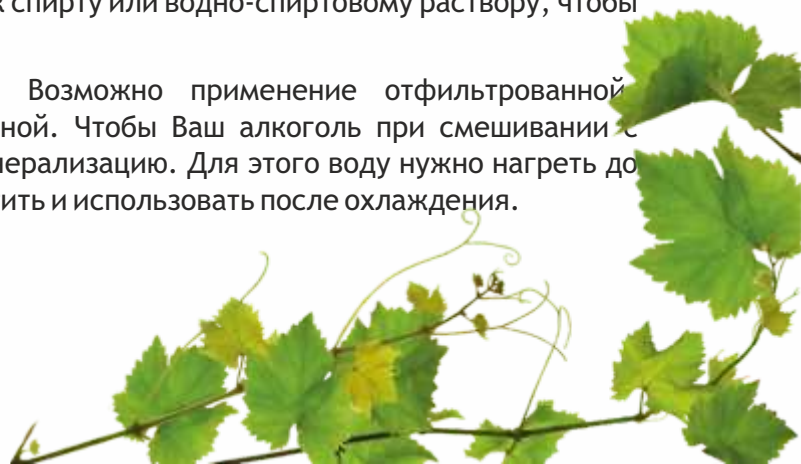 к спирту или водно-спиртовому раствору, чтобы
Возможно применение отфильтрованной
ной. Чтобы Ваш алкоголь при смешивании с
нерализацию. Для этого воду нужно нагреть до
ить и использовать после охлаждения.